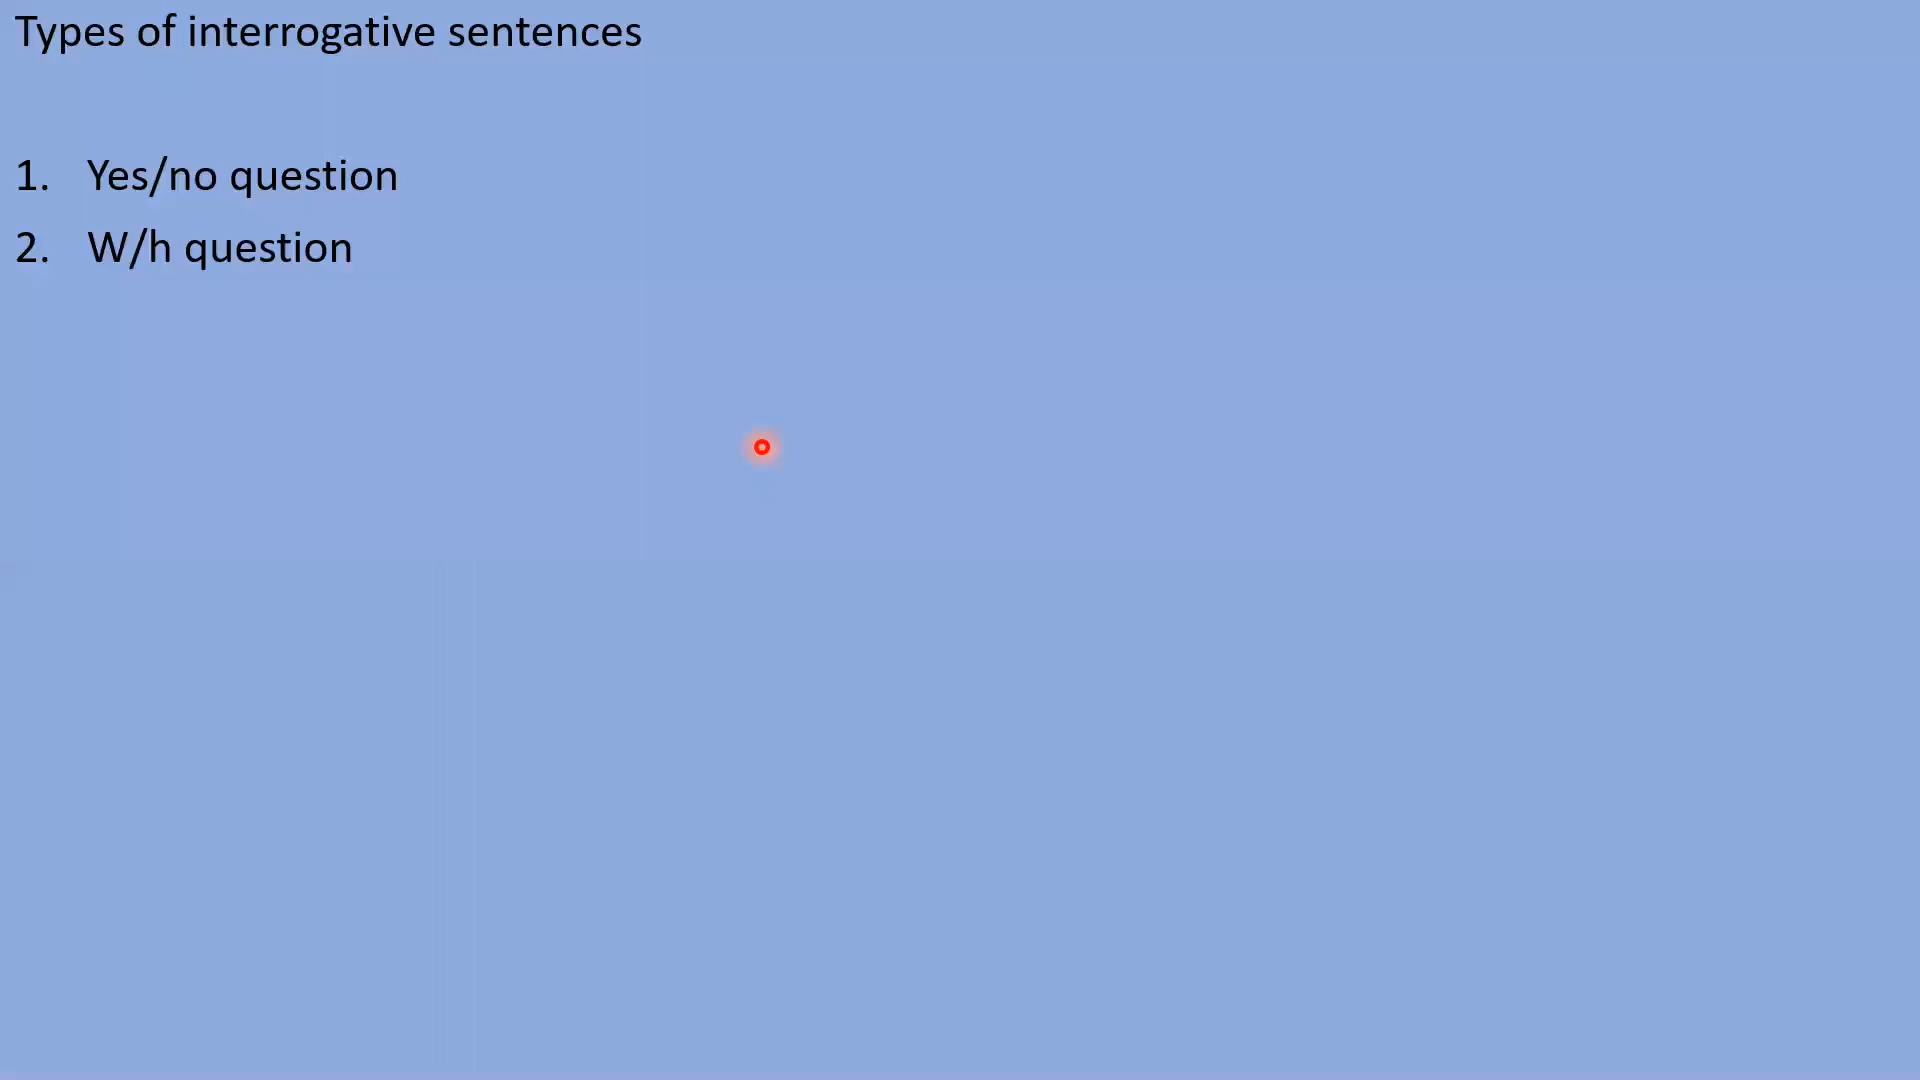 Types of interrogative sentences
1. Yes/no question
2. W/h question